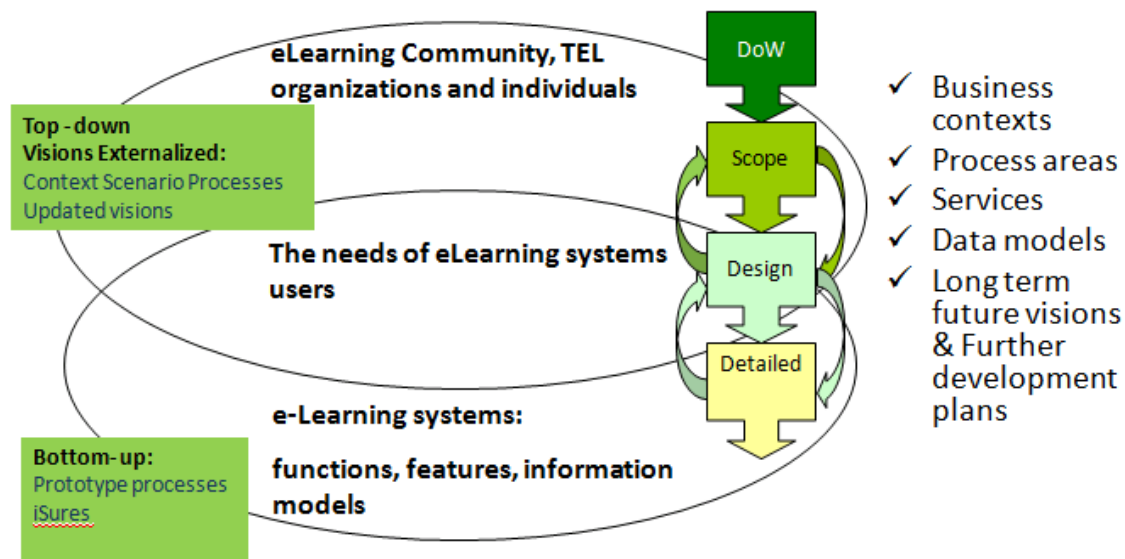 eLearning Community, TEL
organizations and individuals
DoW
Top -down
Visions Externalized:
Context Scenario Processes
Updated visions
Scope
The needs of eLearning systems
users
Design
Detailed
e-Learning systems:
functions, features, information
models
Bottom- up:
Prototype processes
iSures
✓ Business
contexts
✓ Process areas
✓ Services
✓ Data models
✓ Long term
future visions
& Further
development
plans